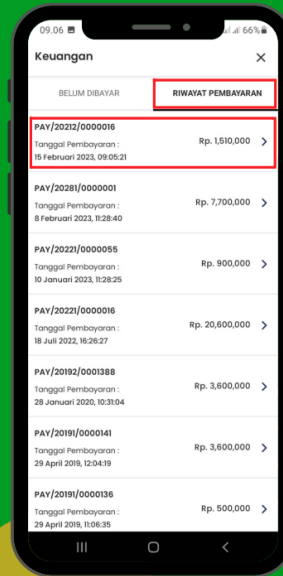 09.06
66%
Keuangan
BELUM DIBAYAR
RIWAYAT PEMBAYARAN
PAY/20212/0000016
Tanggal Pembayaran :
15 Februari 2023, 09:05:21
Rp. 1,510,000
PAY/20281/0000001
Tanggal Pembayaran :
8 Februari 2023, 11:28:40
Rp. 7,700,000
PAY/20221/0000055
Tanggal Pembayaran :
10 Januari 2023, 11:28:25
Rp. 900,000
PAY/20221/0000016
Tanggal Pembayaran :
18 Juli 2022, 16:26:27
Rp. 20,600,000
PAY/20192/0001388
Tanggal Pembayaran :
28 Januari 2020, 10:31:04
Rp. 3,600,000
PAY/20191/0000141
Tanggal Pembayaran :
29 April 2019, 12:04:19
Rp. 3,600,000
PAY/20191/0000136
Tanggal Pembayaran :
29 April 2019, 11:06:35
Rp. 500,000